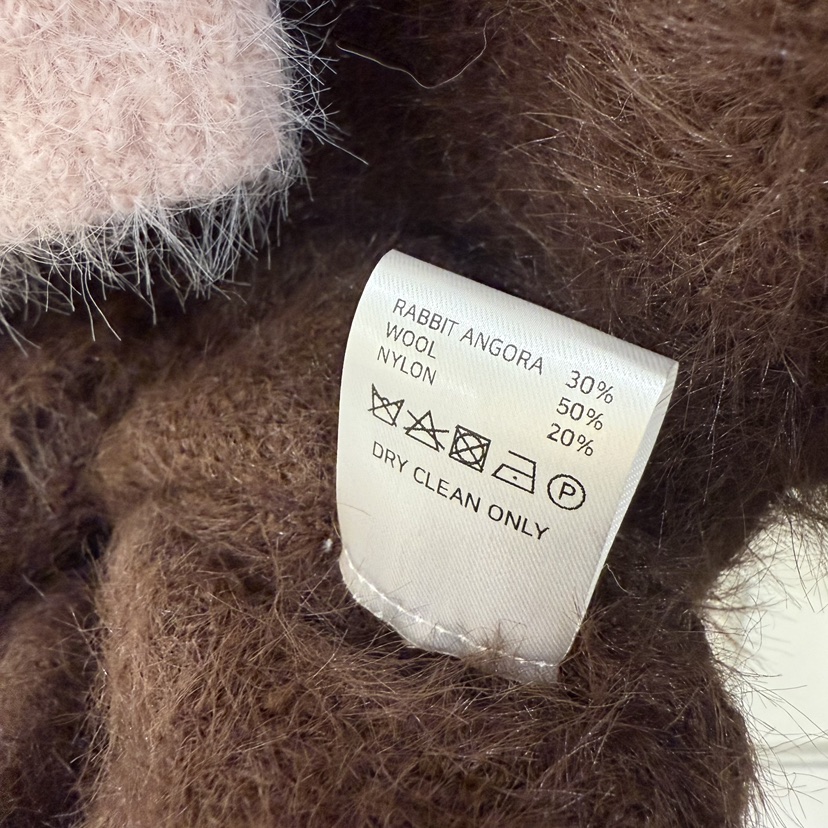 RABBIT ANGORA 30%
WOOL 50%
NYLON 20%
P
DRY CLEAN ONLY